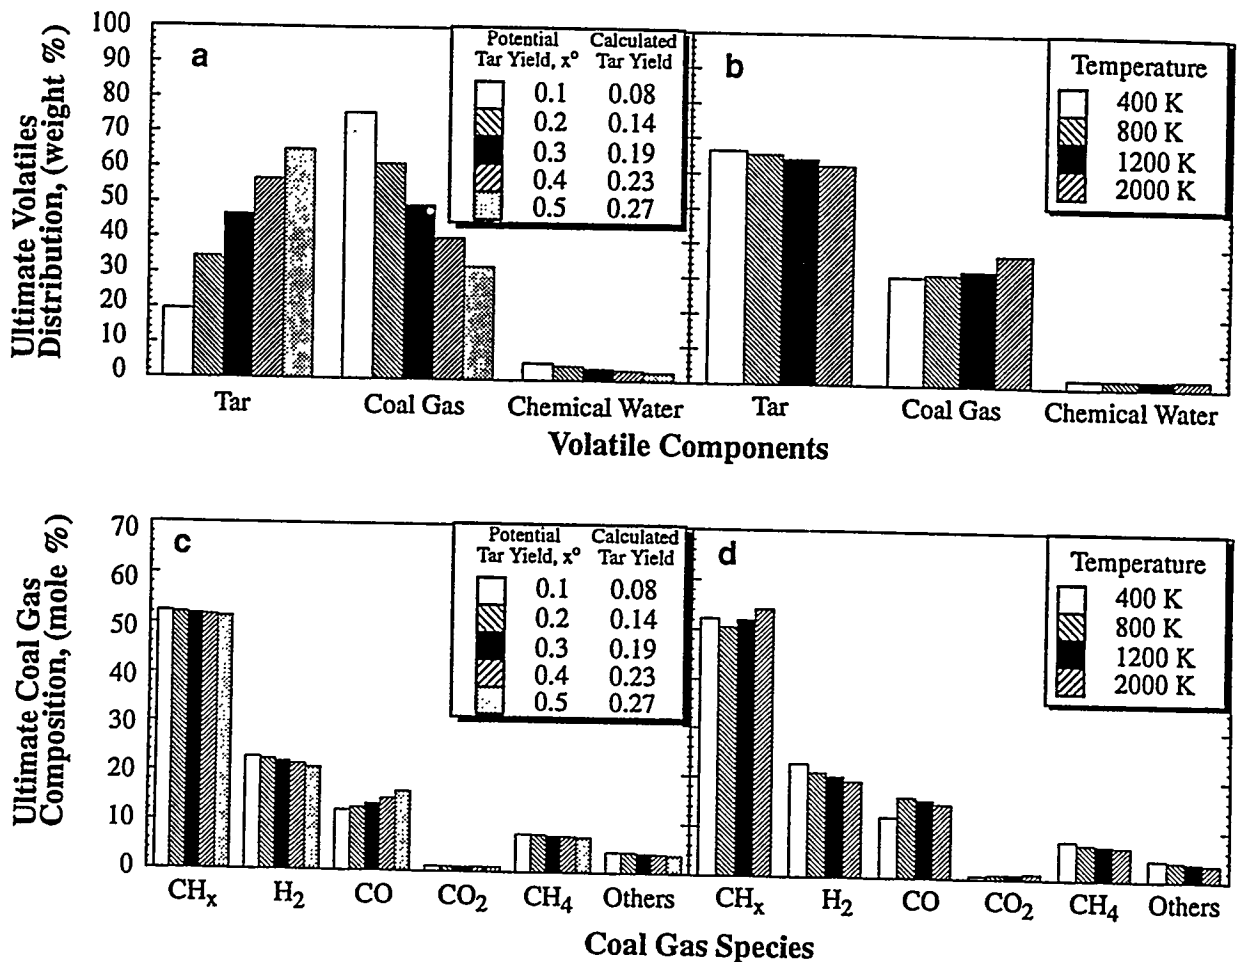 Ultimate Volatiles
Distribution, (weight %)
100
90
80
70
60
50
40
30
20
10
0
a
Potential Calculated
Tar Yield, x° Tar Yield
0.1 0.08
0.2 0.14
0.3 0.19
0.4 0.23
0.5 0.27
b
Temperature
400 K
800 K
1200 K
2000 K
Tar Coal Gas Chemical Water Tar Coal Gas Chemical Water
Volatile Components
Ultimate Coal Gas
Composition, (mole %)
70
60
50
40
30
20
10
0
c
Potential Calculated
Tar Yield, x° Tar Yield
0.1 0.08
0.2 0.14
0.3 0.19
0.4 0.23
0.5 0.27
d
Temperature
400 K
800 K
1200 K
2000 K
CHx H2 CO CO2 CH4 Others CHx H2 CO CO2 CH4 Others
Coal Gas Species